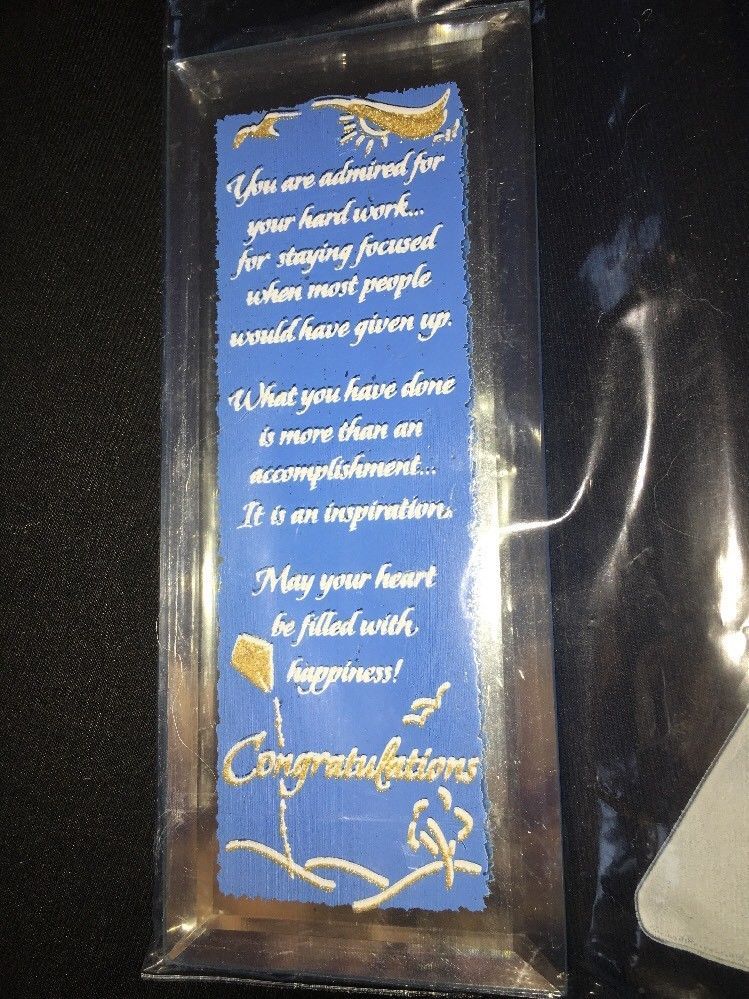 You are admired for
your hard work...
for staying focused
when most people
would have given up.
What you have done
is more than an
accomplishment...
It is an inspiration.
May your heart
be filled with
happiness!
Congratulations